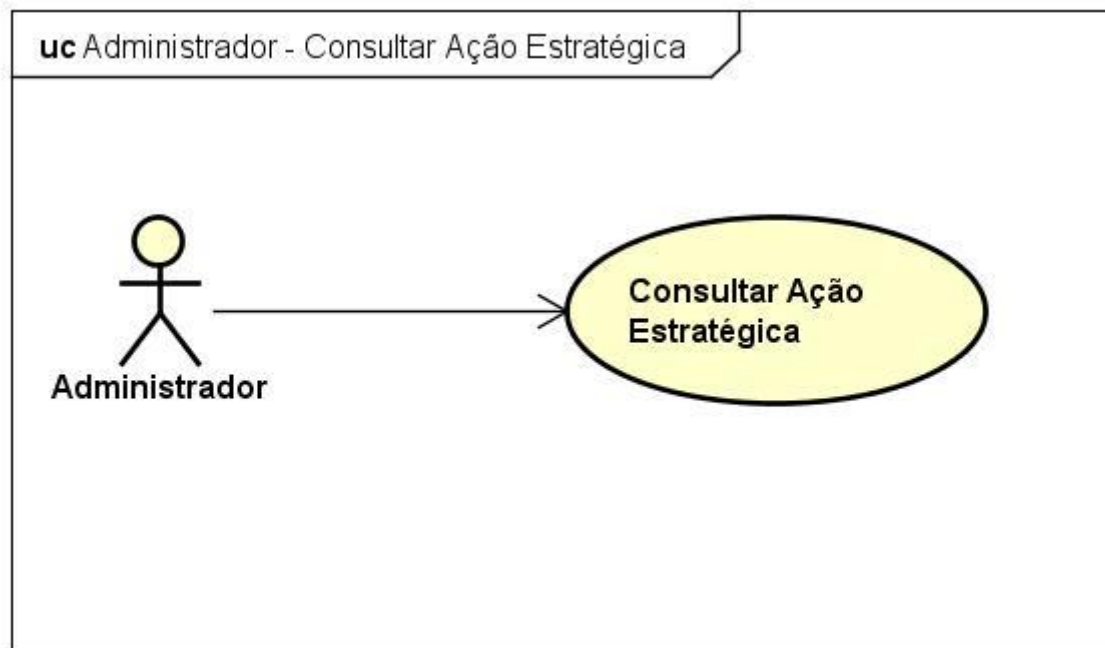 uc Administrador - Consultar Ação Estratégica
Consultar Ação
Estratégica
Administrador